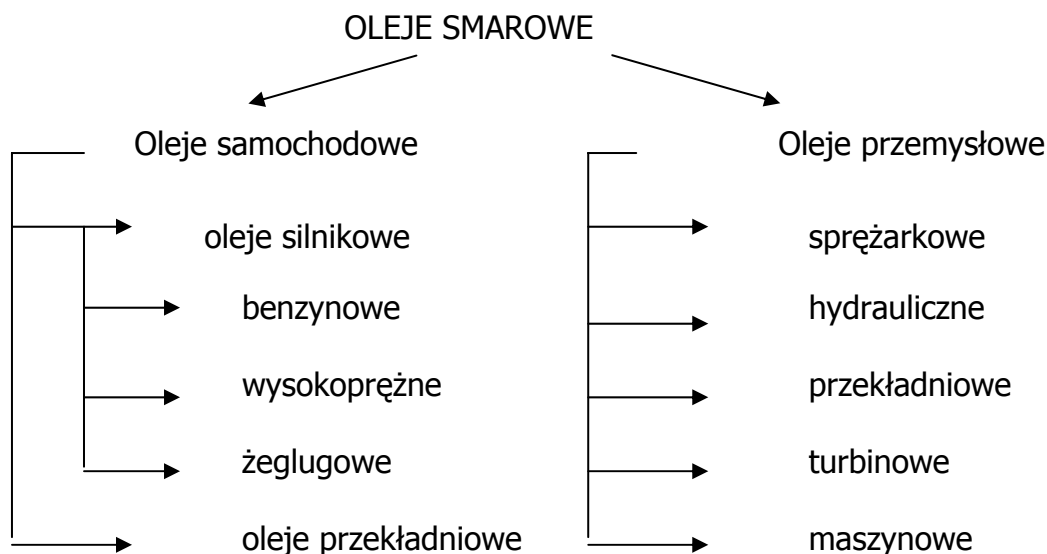 OLEJE SMAROWE
Oleje samochodowe
oleje silnikowe
benzynowe
wysokoprężne
żeglugowe
oleje przekładniowe
Oleje przemysłowe
sprężarkowe
hydrauliczne
przekładniowe
turbinowe
maszynowe